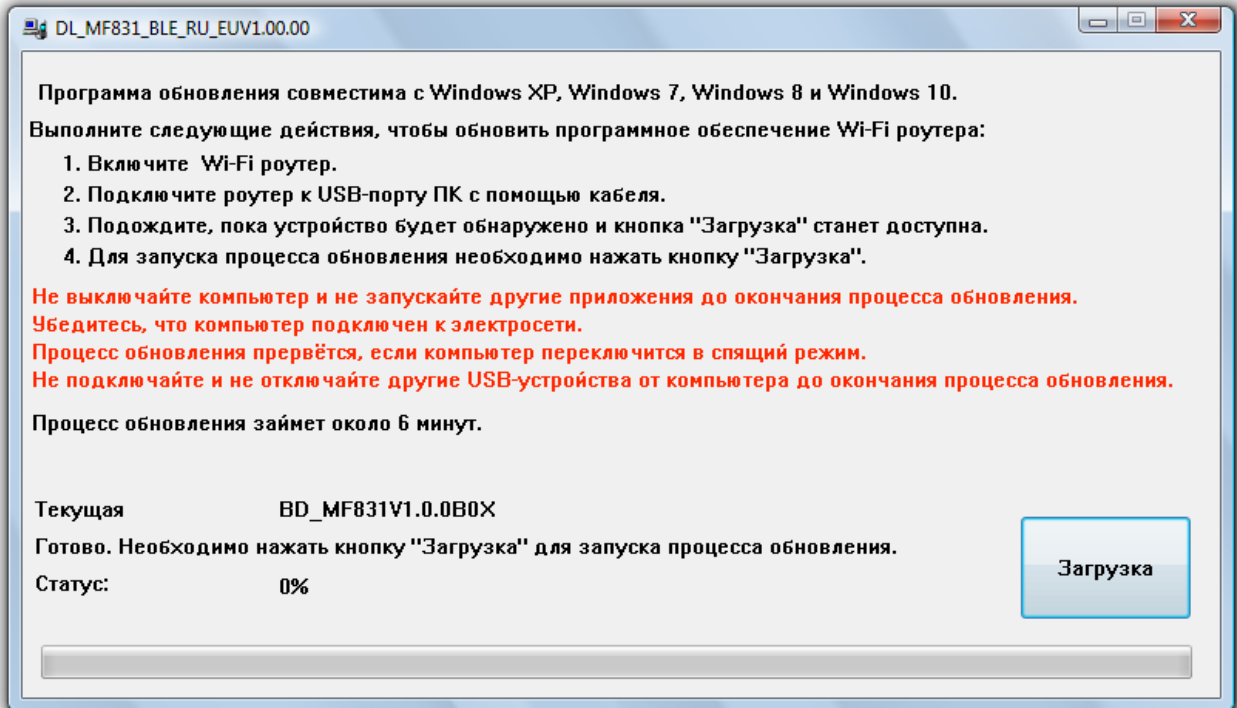 DL_MF831_BLE_RU_EUV1.00.00
Программа обновления совместима с Windows XP, Windows 7, Windows 8 и Windows 10.
Выполните следующие действия, чтобы обновить программное обеспечение Wi-Fi роутера:
1. Включите Wi-Fi роутер.
2. Подключите роутер к USB-порту ПК с помощью кабеля.
3. Подождите, пока устройство будет обнаружено и кнопка "Загрузка" станет доступна.
4. Для запуска процесса обновления необходимо нажать кнопку "Загрузка".
Не выключайте компьютер и не запускайте другие приложения до окончания процесса обновления.
Убедитесь, что компьютер подключен к электросети.
Процесс обновления прервётся, если компьютер переключится в спящий режим.
Не подключайте и не отключайте другие USB-устройства от компьютера до окончания процесса обновления.
Процесс обновления займет около 6 минут.
Текущая BD_MF831V1.0.0B0X
Готово. Необходимо нажать кнопку "Загрузка" для запуска процесса обновления.
Статус: 0%
Загрузка